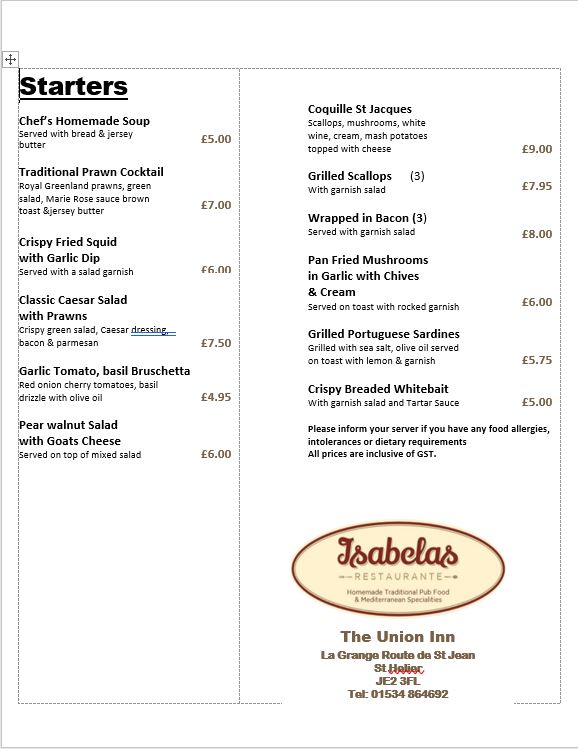 Starters
Chef's Homemade Soup
Served with bread & jersey
butter
£5.00
Traditional Prawn Cocktail
Royal Greenland prawns, green
salad, Marie Rose sauce brown
toast &jersey butter
£7.00
Crispy Fried Squid
with Garlic Dip
Served with a salad garnish
£6.00
Classic Caesar Salad
with Prawns
Crispy green salad, Caesar dressing,
bacon & parmesan
£7.50
Garlic Tomato, basil Bruschetta
Red onion cherry tomatoes, basil
drizzle with olive oil
£4.95
Pear walnut Salad
with Goats Cheese
Served on top of mixed salad
£6.00
Coquille St Jacques
Scallops, mushrooms, white
wine, cream, mash potatoes
topped with cheese
£9.00
Grilled Scallops (3)
With garnish salad
£7.95
Wrapped in Bacon (3)
Served with garnish salad
£8.00
Pan Fried Mushrooms
in Garlic with Chives
& Cream
Served on toast with rocked garnish
£6.00
Grilled Portuguese Sardines
Grilled with sea salt, olive oil served
on toast with lemon & garnish
£5.75
Crispy Breaded Whitebait
With garnish salad and Tartar Sauce
£5.00
Please inform your server if you have any food allergies,
intolerances or dietary requirements
All prices are inclusive of GST.
Isabelas
RESTAURANTE
Homemade Traditional Pub Food
& Mediterranean Specialities
The Union Inn
La Grange Route de St Jean
St Helier
JE2 3FL
Tel: 01534 864692